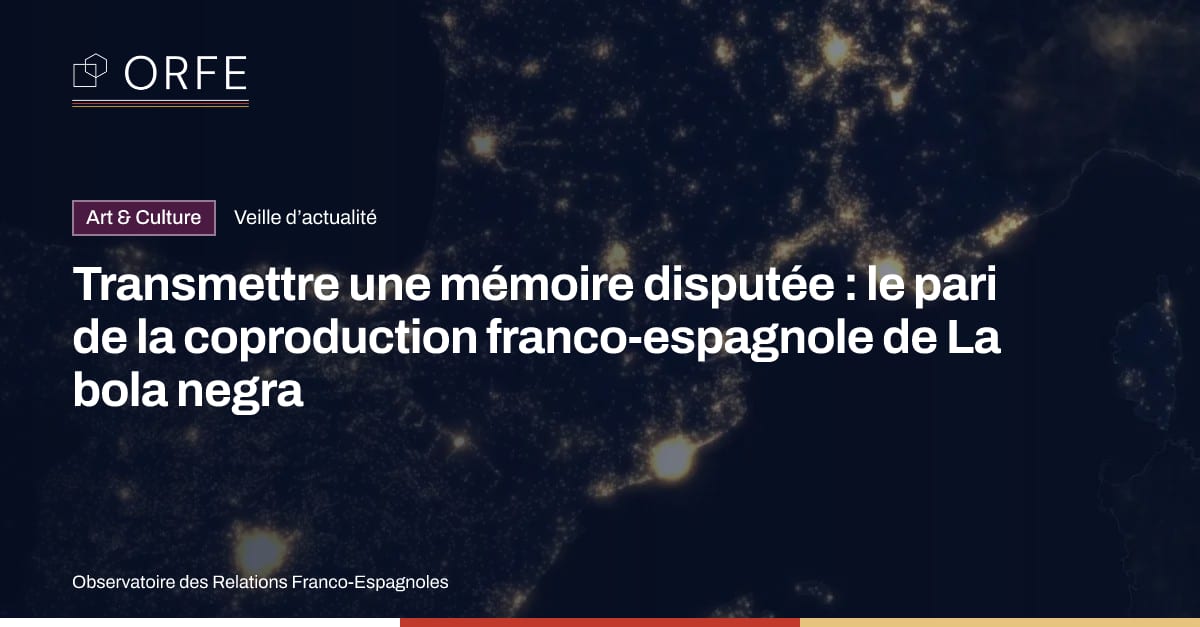 ORFE
Art & Culture
Veille d’actualité
Transmettre une mémoire disputée : le pari
de la coproduction franco-espagnole de La
bola negra
Observatoire des Relations Franco-Espagnoles